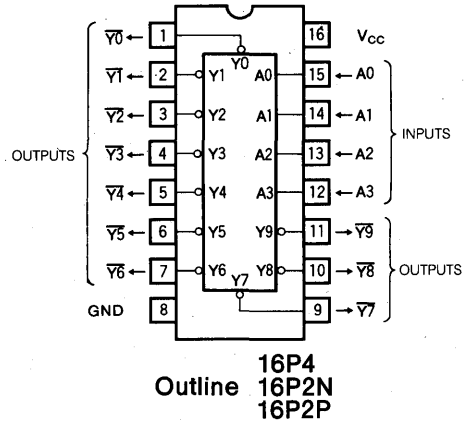 Y0 1 16 VCC
Y0
Y1 2 Y1 A0 15 A0
Y2 3 Y2 A1 14 A1
INPUTS
OUTPUTS Y3 4 Y3 A2 13 A2
Y4 5 Y4 A3 12 A3
Y5 6 Y5 Y9 11 Y9
Y6 7 Y6 Y8 10 Y8 OUTPUTS
Y7
GND 8 9 Y7
16P4
Outline 16P2N
16P2P